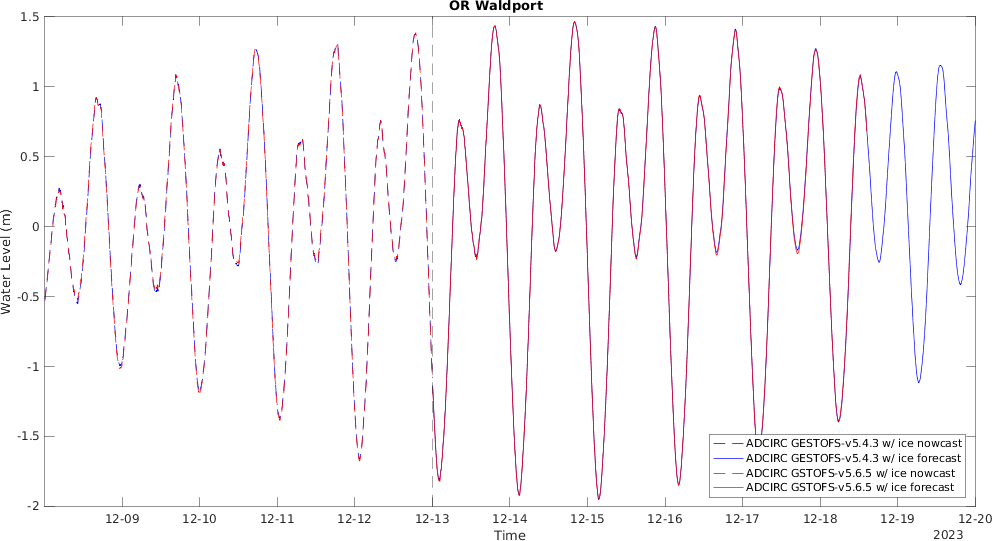 OR Waldport
Water Level (m)
1.5
1
0.5
0
-0.5
-1
-1.5
-2
ADCIRC GESTOFS-v5.4.3 w/ ice nowcast
ADCIRC GESTOFS-v5.4.3 w/ ice forecast
ADCIRC GSTOFS-v5.6.5 w/ ice nowcast
ADCIRC GSTOFS-v5.6.5 w/ ice forecast
12-09 12-10 12-11 12-12 12-13 12-14 12-15 12-16 12-17 12-18 12-19 12-20
Time
2023